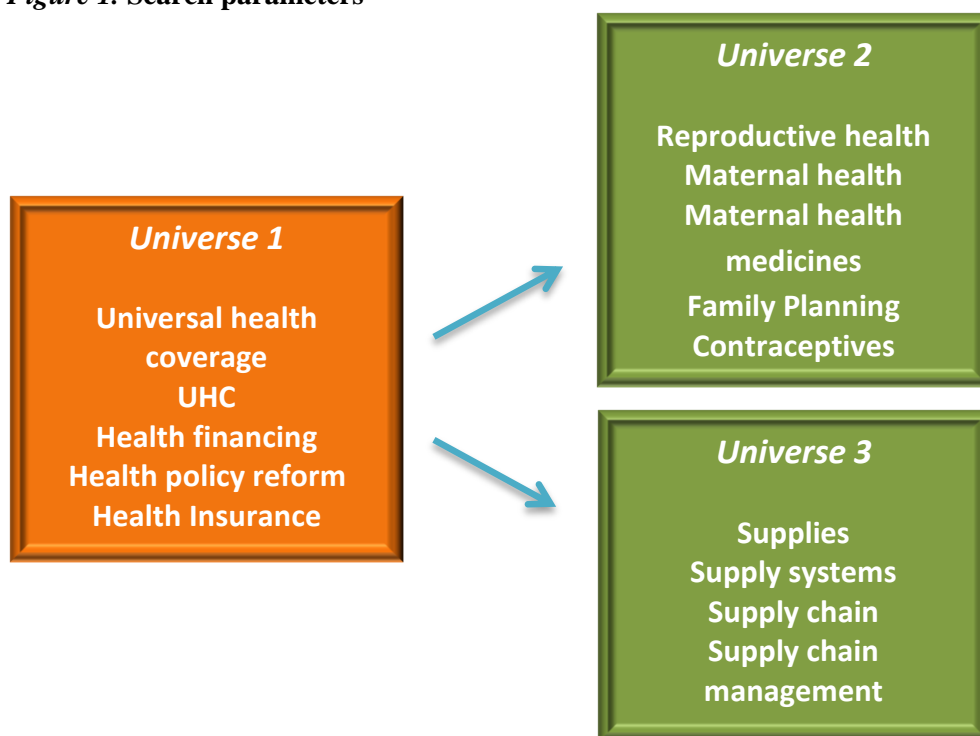 Figure 1. Search parameters
Universe 1
Universal health
coverage
UHC
Health financing
Health policy reform
Health Insurance
Universe 2
Reproductive health
Maternal health
Maternal health
medicines
Family Planning
Contraceptives
Universe 3
Supplies
Supply systems
Supply chain
Supply chain
management